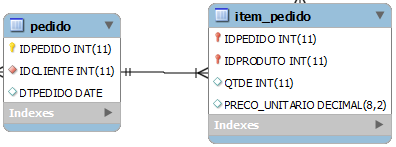 pedido
IDPEDIDO INT(11)
IDCLIENTE INT(11)
DTPEDIDO DATE
Indexes
item_pedido
IDPEDIDO INT(11)
IDPRODUTO INT(11)
QTDE INT(11)
PRECO_UNITARIO DECIMAL(8,2)
Indexes